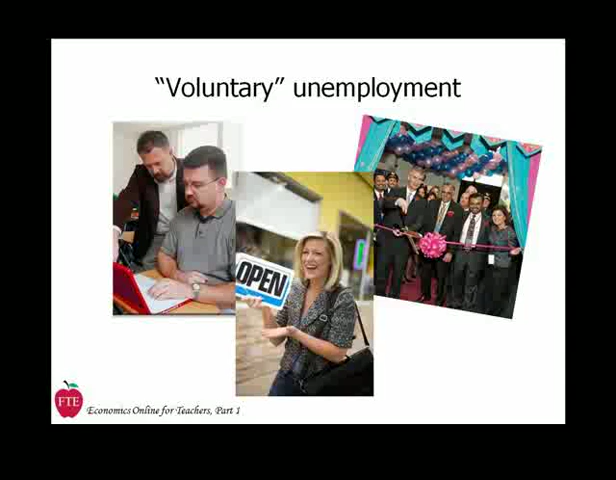 “Voluntary” unemployment
OPEN
FTE
Economics Online for Teachers, Part 1